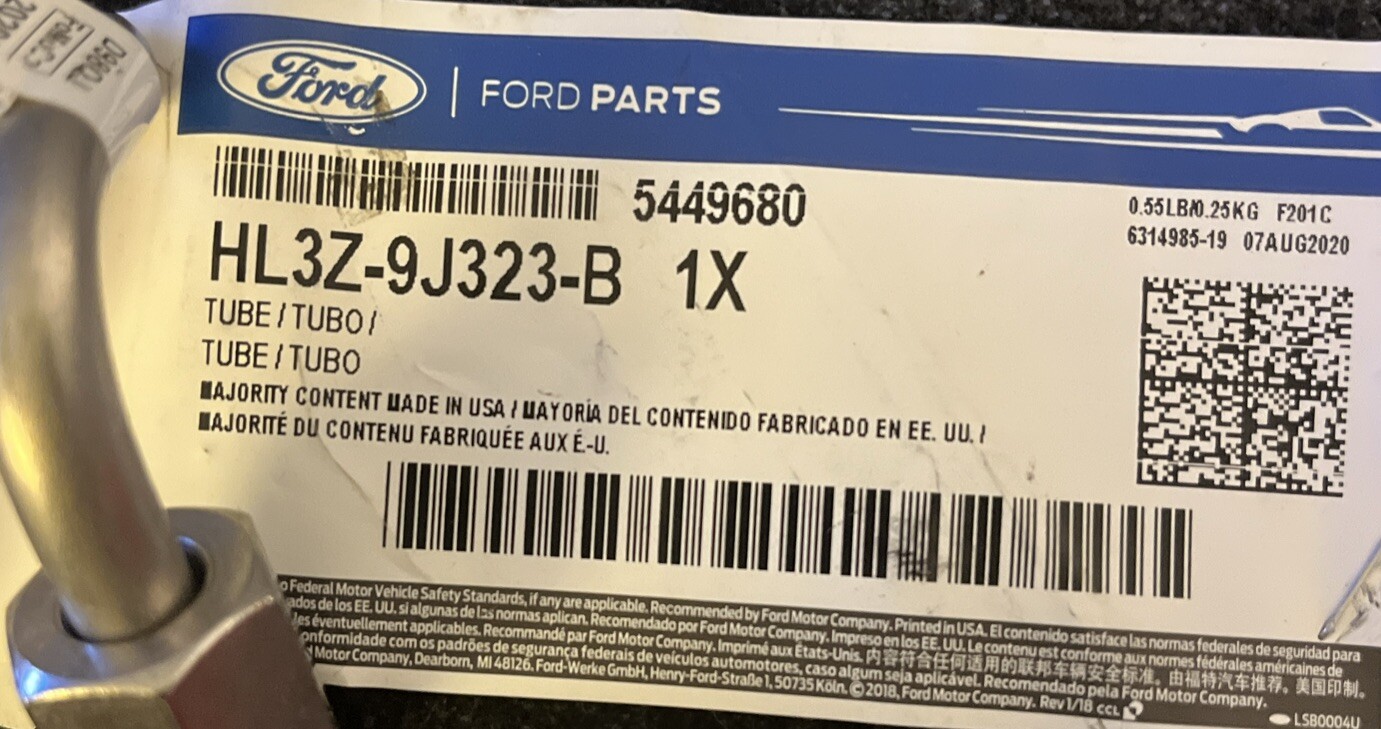 Ford | FORD PARTS
5449680
0.55LB/0.25KG F201C
6314985-19 07AUG2020
HL3Z-9J323-B 1X
TUBE / TUBO /
TUBE / TUBO
MAJORITY CONTENT MADE IN USA / MAYORÍA DEL CONTENIDO FABRICADO EN EE. UU. /
MAJORITÉ DU CONTENU FABRIQUÉE AUX É.-U.
o Federal Motor Vehicle Safety Standards, if any are applicable. Recommended by Ford Motor Company. Printed in USA. El contenido satisface las normas federales de seguridad para
ados de los EE. UU. si algunas de las normas aplican. Recomendado por Ford Motor Company. Impreso en los EE. UU. Le contenu est conforme aux normes fédérales américaines de
les éventuellement applicables. Recommandé par Ford Motor Company. Imprimé aux États-Unis. 内容符合任何适用的联邦车辆安全标准。由福特汽车推荐。美国印制。
onformidade com os padrões de segurança federais de veículos automotores, caso algum seja aplicável. Recomendado pela Ford Motor Company.
Motor Company, Dearborn, MI 48126. Ford-Werke GmbH, Henry-Ford-Straße 1, 50735 Köln. © 2018, Ford Motor Company. Rev 1/18 CCL
LSB0004U